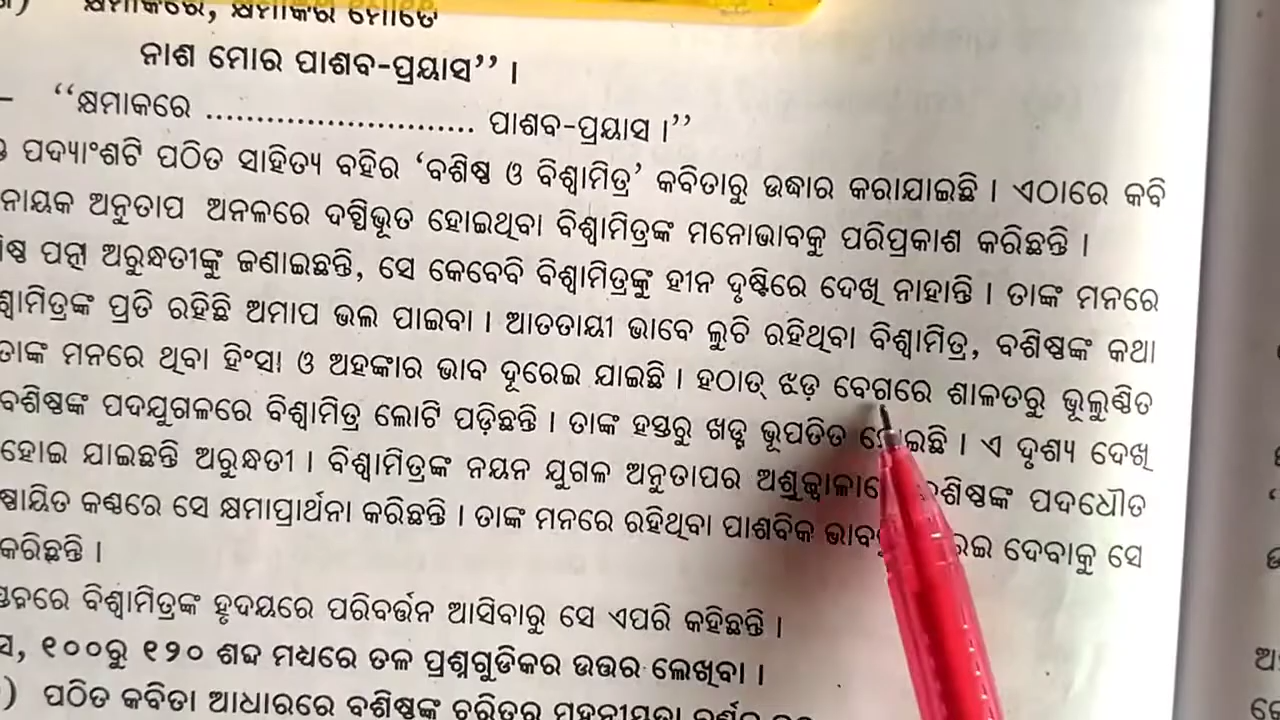 କ୍ଷମାକରେ, କ୍ଷମାକର ମୋତେ
ନାଶ ମୋର ପାଶବ-ପ୍ରୟାସ’’ ।
– ‘‘କ୍ଷମାକରେ .......................... ପାଶବ-ପ୍ରୟାସ ।’’
ପଦ୍ୟାଂଶଟି ପଠିତ ସାହିତ୍ୟ ବହିର ‘ବଶିଷ୍ଠ ଓ ବିଶ୍ୱାମିତ୍ର’ କବିତାରୁ ଉଦ୍ଧାର କରାଯାଇଛି । ଏଠାରେ କବି
ନାୟକ ଅନୁତାପ ଅନଳରେ ଦଗ୍ଧିଭୂତ ହୋଇଥିବା ବିଶ୍ୱାମିତ୍ରଙ୍କ ମନୋଭାବକୁ ପରିପ୍ରକାଶ କରିଛନ୍ତି ।
ପତ୍ନୀ ଅରୁନ୍ଧତୀଙ୍କୁ ଜଣାଇଛନ୍ତି, ସେ କେବେବି ବିଶ୍ୱାମିତ୍ରଙ୍କୁ ହୀନ ଦୃଷ୍ଟିରେ ଦେଖି ନାହାନ୍ତି । ତାଙ୍କ ମନରେ
ଶ୍ୱାମିତ୍ରଙ୍କ ପ୍ରତି ରହିଛି ଅମାପ ଭଲ ପାଇବା । ଆତତାୟୀ ଭାବେ ଲୁଚି ରହିଥିବା ବିଶ୍ୱାମିତ୍ର, ବଶିଷ୍ଠଙ୍କ କଥା
ତାଙ୍କ ମନରେ ଥିବା ହିଂସା ଓ ଅହଙ୍କାର ଭାବ ଦୂରେଇ ଯାଇଛି । ହଠାତ୍ ଝଡ଼ ବେଗରେ ଶାଳତରୁ ଭୂଲୁଣ୍ଠିତ
ବଶିଷ୍ଠଙ୍କ ପଦଯୁଗଳରେ ବିଶ୍ୱାମିତ୍ର ଲୋଟି ପଡ଼ିଛନ୍ତି । ତାଙ୍କ ହସ୍ତରୁ ଖଡ୍ଗ ଭୂପତିତ ହୋଇଛି । ଏ ଦୃଶ୍ୟ ଦେଖି
ହୋଇ ଯାଇଛନ୍ତି ଅରୁନ୍ଧତୀ । ବିଶ୍ୱାମିତ୍ରଙ୍କ ନୟନ ଯୁଗଳ ଅନୁତାପର ବଶିଷ୍ଠଙ୍କ ପଦଧୌତ
କଣ୍ଠରେ ସେ କ୍ଷମାପ୍ରାର୍ଥନା କରିଛନ୍ତି । ତାଙ୍କ ମନରେ ରହିଥିବା ପାଶବିକ ଦେବାକୁ ସେ
କରିଛନ୍ତି ।
ବିଶ୍ୱାମିତ୍ରଙ୍କ ହୃଦୟରେ ପରିବର୍ତ୍ତନ ଆସିବାରୁ ସେ ଏପରି କହିଛନ୍ତି ।
୧୦୦ରୁ ୧୨୦ ଶବ୍ଦ ମଧ୍ୟରେ ତଳ ପ୍ରଶ୍ନଗୁଡିକର ଉତ୍ତର ଲେଖିବା ।
) ପଠିତ କବିତା ଆଧାରରେ ବଶିଷ୍ଠଙ୍କ ଚରିତ୍ର ମହନୀୟତା